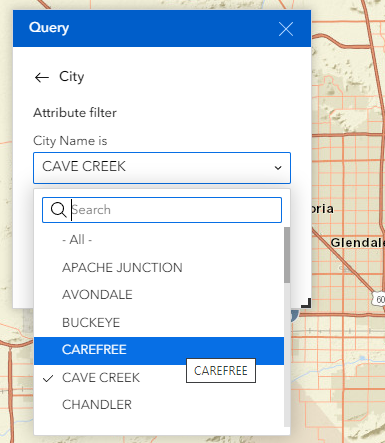 Query
City
Attribute filter
City Name is
CAVE CREEK
Search
- All -
APACHE JUNCTION
AVONDALE
BUCKEYE
CAREFREE
CAREFREE
CAVE CREEK
CHANDLER
oria
Glendale
60